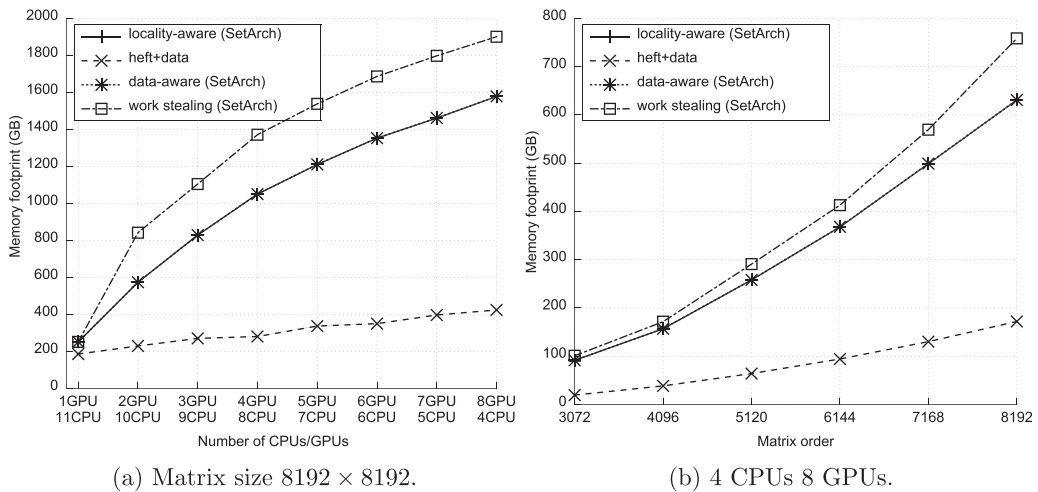 2000
1800
1600
1400
1200
1000
800
600
400
200
0
Memory footprint (GB)
locality-aware (SetArch)
heft+data
data-aware (SetArch)
work stealing (SetArch)
1GPU 2GPU 3GPU 4GPU 5GPU 6GPU 7GPU 8GPU
11CPU 10CPU 9CPU 8CPU 7CPU 6CPU 5CPU 4CPU
Number of CPUs/GPUs
(a) Matrix size 8192 × 8192.
800
700
600
500
400
300
200
100
0
Memory footprint (GB)
locality-aware (SetArch)
heft+data
data-aware (SetArch)
work stealing (SetArch)
3072 4096 5120 6144 7168 8192
Matrix order
(b) 4 CPUs 8 GPUs.